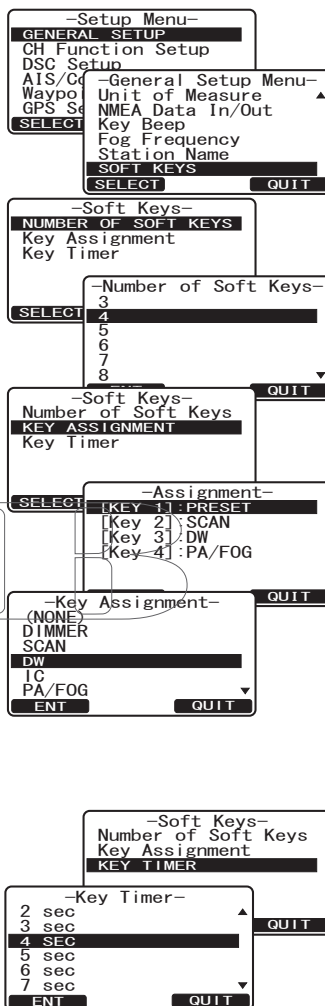 -Setup Menu-
GENERAL SETUP
CH Function Setup
DSC Setup
AIS/Co
Waypoi
GPS Se
SELECT
-General Setup Menu-
Unit of Measure
NMEA Data In/Out
Key Beep
Fog Frequency
Station Name
SOFT KEYS
SELECT QUIT
-Soft Keys-
NUMBER OF SOFT KEYS
Key Assignment
Key Timer
SELECT
-Number of Soft Keys-
3
4
5
6
7
8
QUIT
-Soft Keys-
Number of Soft Keys
KEY ASSIGNMENT
Key Timer
SELECT
-Assignment-
[KEY 1]:PRESET
[Key 2]:SCAN
[Key 3]:DW
[Key 4]:PA/FOG
QUIT
-Key Assignment-
(NONE)
DIMMER
SCAN
DW
IC
PA/FOG
ENT QUIT
-Soft Keys-
Number of Soft Keys
Key Assignment
KEY TIMER
QUIT
-Key Timer-
2 sec
3 sec
4 SEC
5 sec
6 sec
7 sec
ENT QUIT